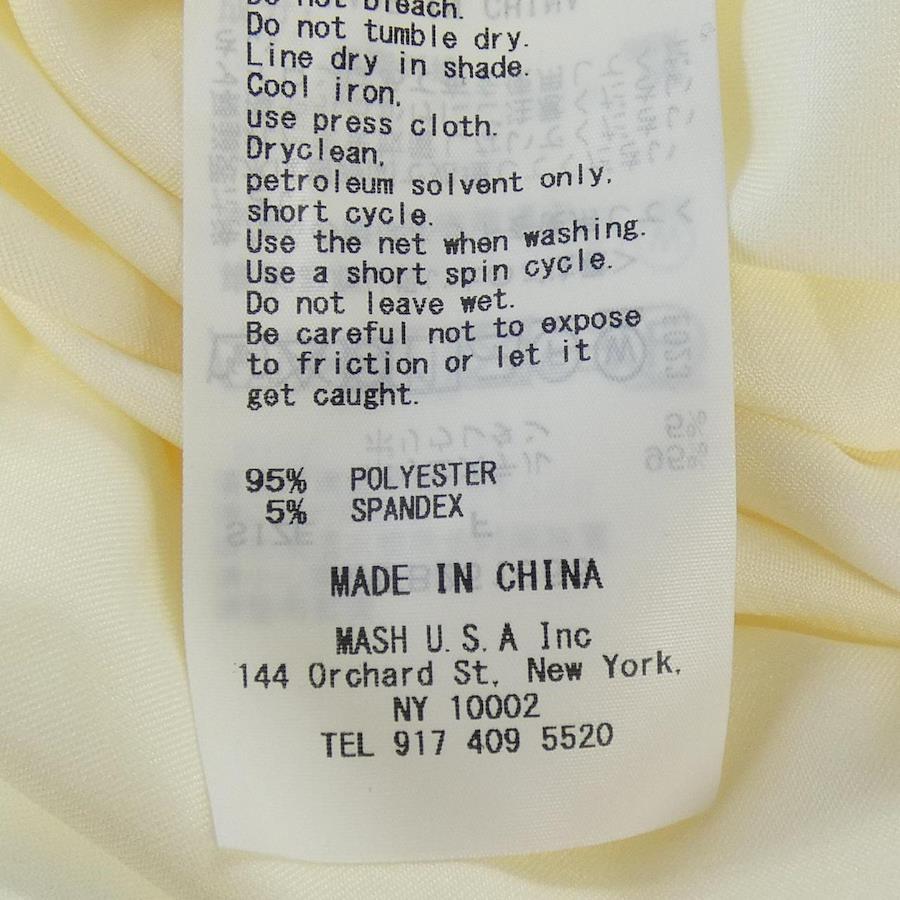 Do not bleach.
Do not tumble dry.
Line dry in shade.
Cool iron,
use press cloth.
Dryclean,
petroleum solvent only,
short cycle.
Use the net when washing.
Use a short spin cycle.
Do not leave wet.
Be careful not to expose
to friction or let it
get caught.
95% POLYESTER
5% SPANDEX
MADE IN CHINA
MASH U.S.A Inc
144 Orchard St, New York,
NY 10002
TEL 917 409 5520